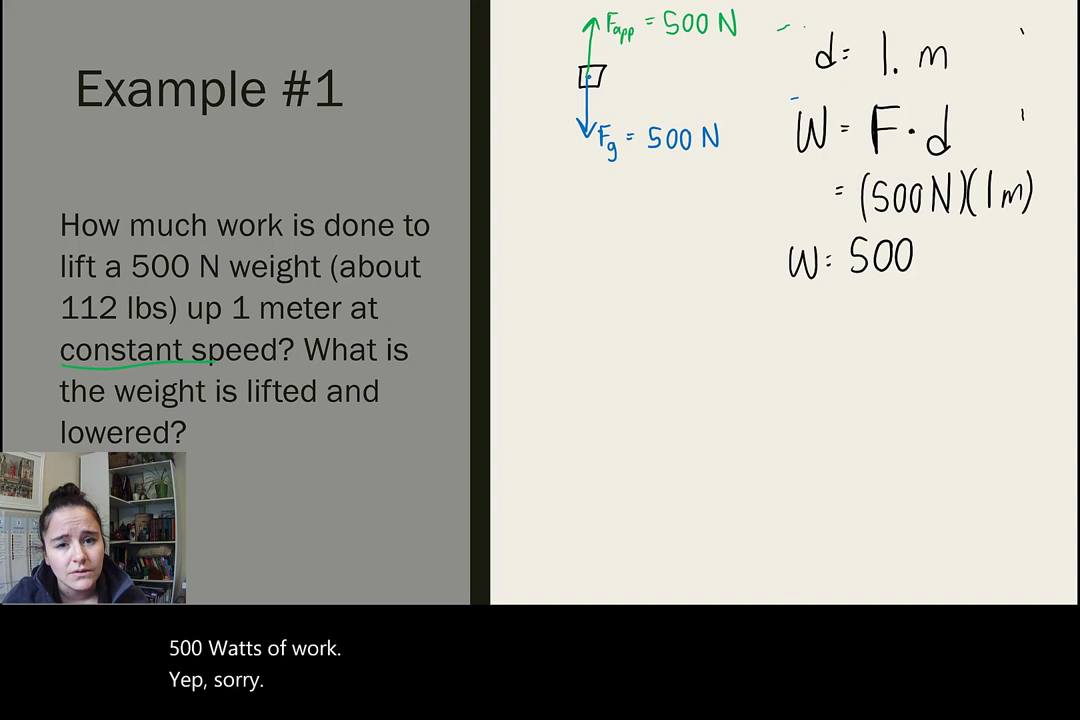 Example #1
How much work is done to
lift a 500 N weight (about
112 lbs) up 1 meter at
constant speed? What is
the weight is lifted and
lowered?
Fapp = 500 N
Fg = 500 N
d = 1. m
W = F · d
= (500 N)(1 m)
W = 500
500 Watts of work.
Yep, sorry.